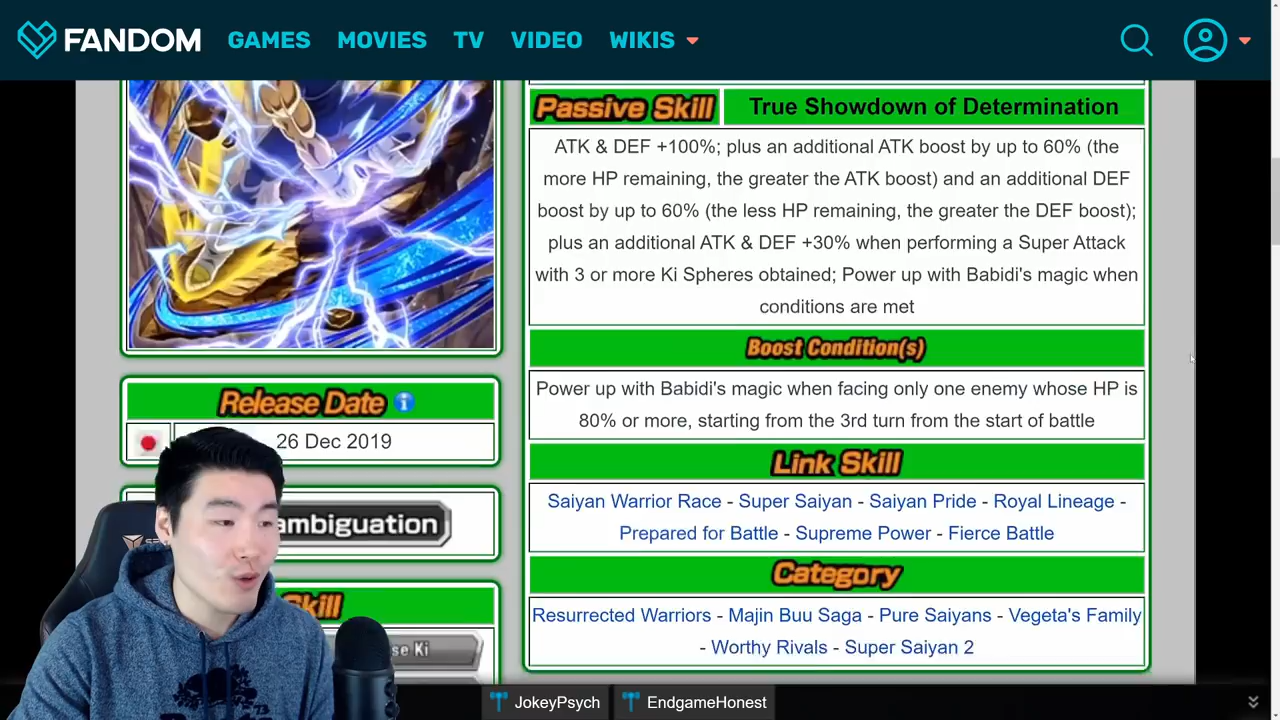 FANDOM GAMES MOVIES TV VIDEO WIKIS
Passive Skill True Showdown of Determination
ATK & DEF +100%; plus an additional ATK boost by up to 60% (the
more HP remaining, the greater the ATK boost) and an additional DEF
boost by up to 60% (the less HP remaining, the greater the DEF boost);
plus an additional ATK & DEF +30% when performing a Super Attack
with 3 or more Ki Spheres obtained; Power up with Babidi's magic when
conditions are met
Boost Condition(s)
Power up with Babidi's magic when facing only one enemy whose HP is
80% or more, starting from the 3rd turn from the start of battle
Link Skill
Saiyan Warrior Race - Super Saiyan - Saiyan Pride - Royal Lineage -
Prepared for Battle - Supreme Power - Fierce Battle
Category
Resurrected Warriors - Majin Buu Saga - Pure Saiyans - Vegeta's Family
- Worthy Rivals - Super Saiyan 2
Release Date i
26 Dec 2019
ambiguation
Skill
se Ki
JokeyPsych EndgameHonest